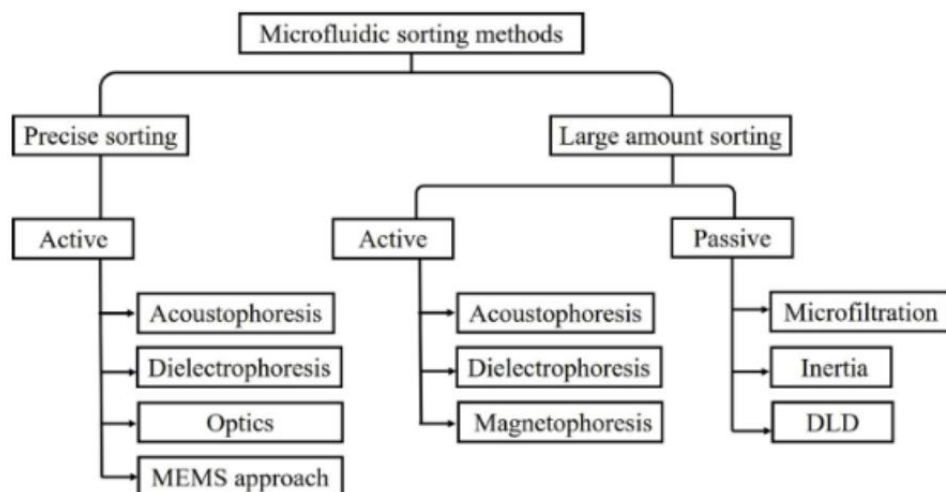 Microfluidic sorting methods
Precise sorting
Large amount sorting
Active
Active
Passive
Acoustophoresis
Dielectrophoresis
Optics
MEMS approach
Acoustophoresis
Dielectrophoresis
Magnetophoresis
Microfiltration
Inertia
DLD